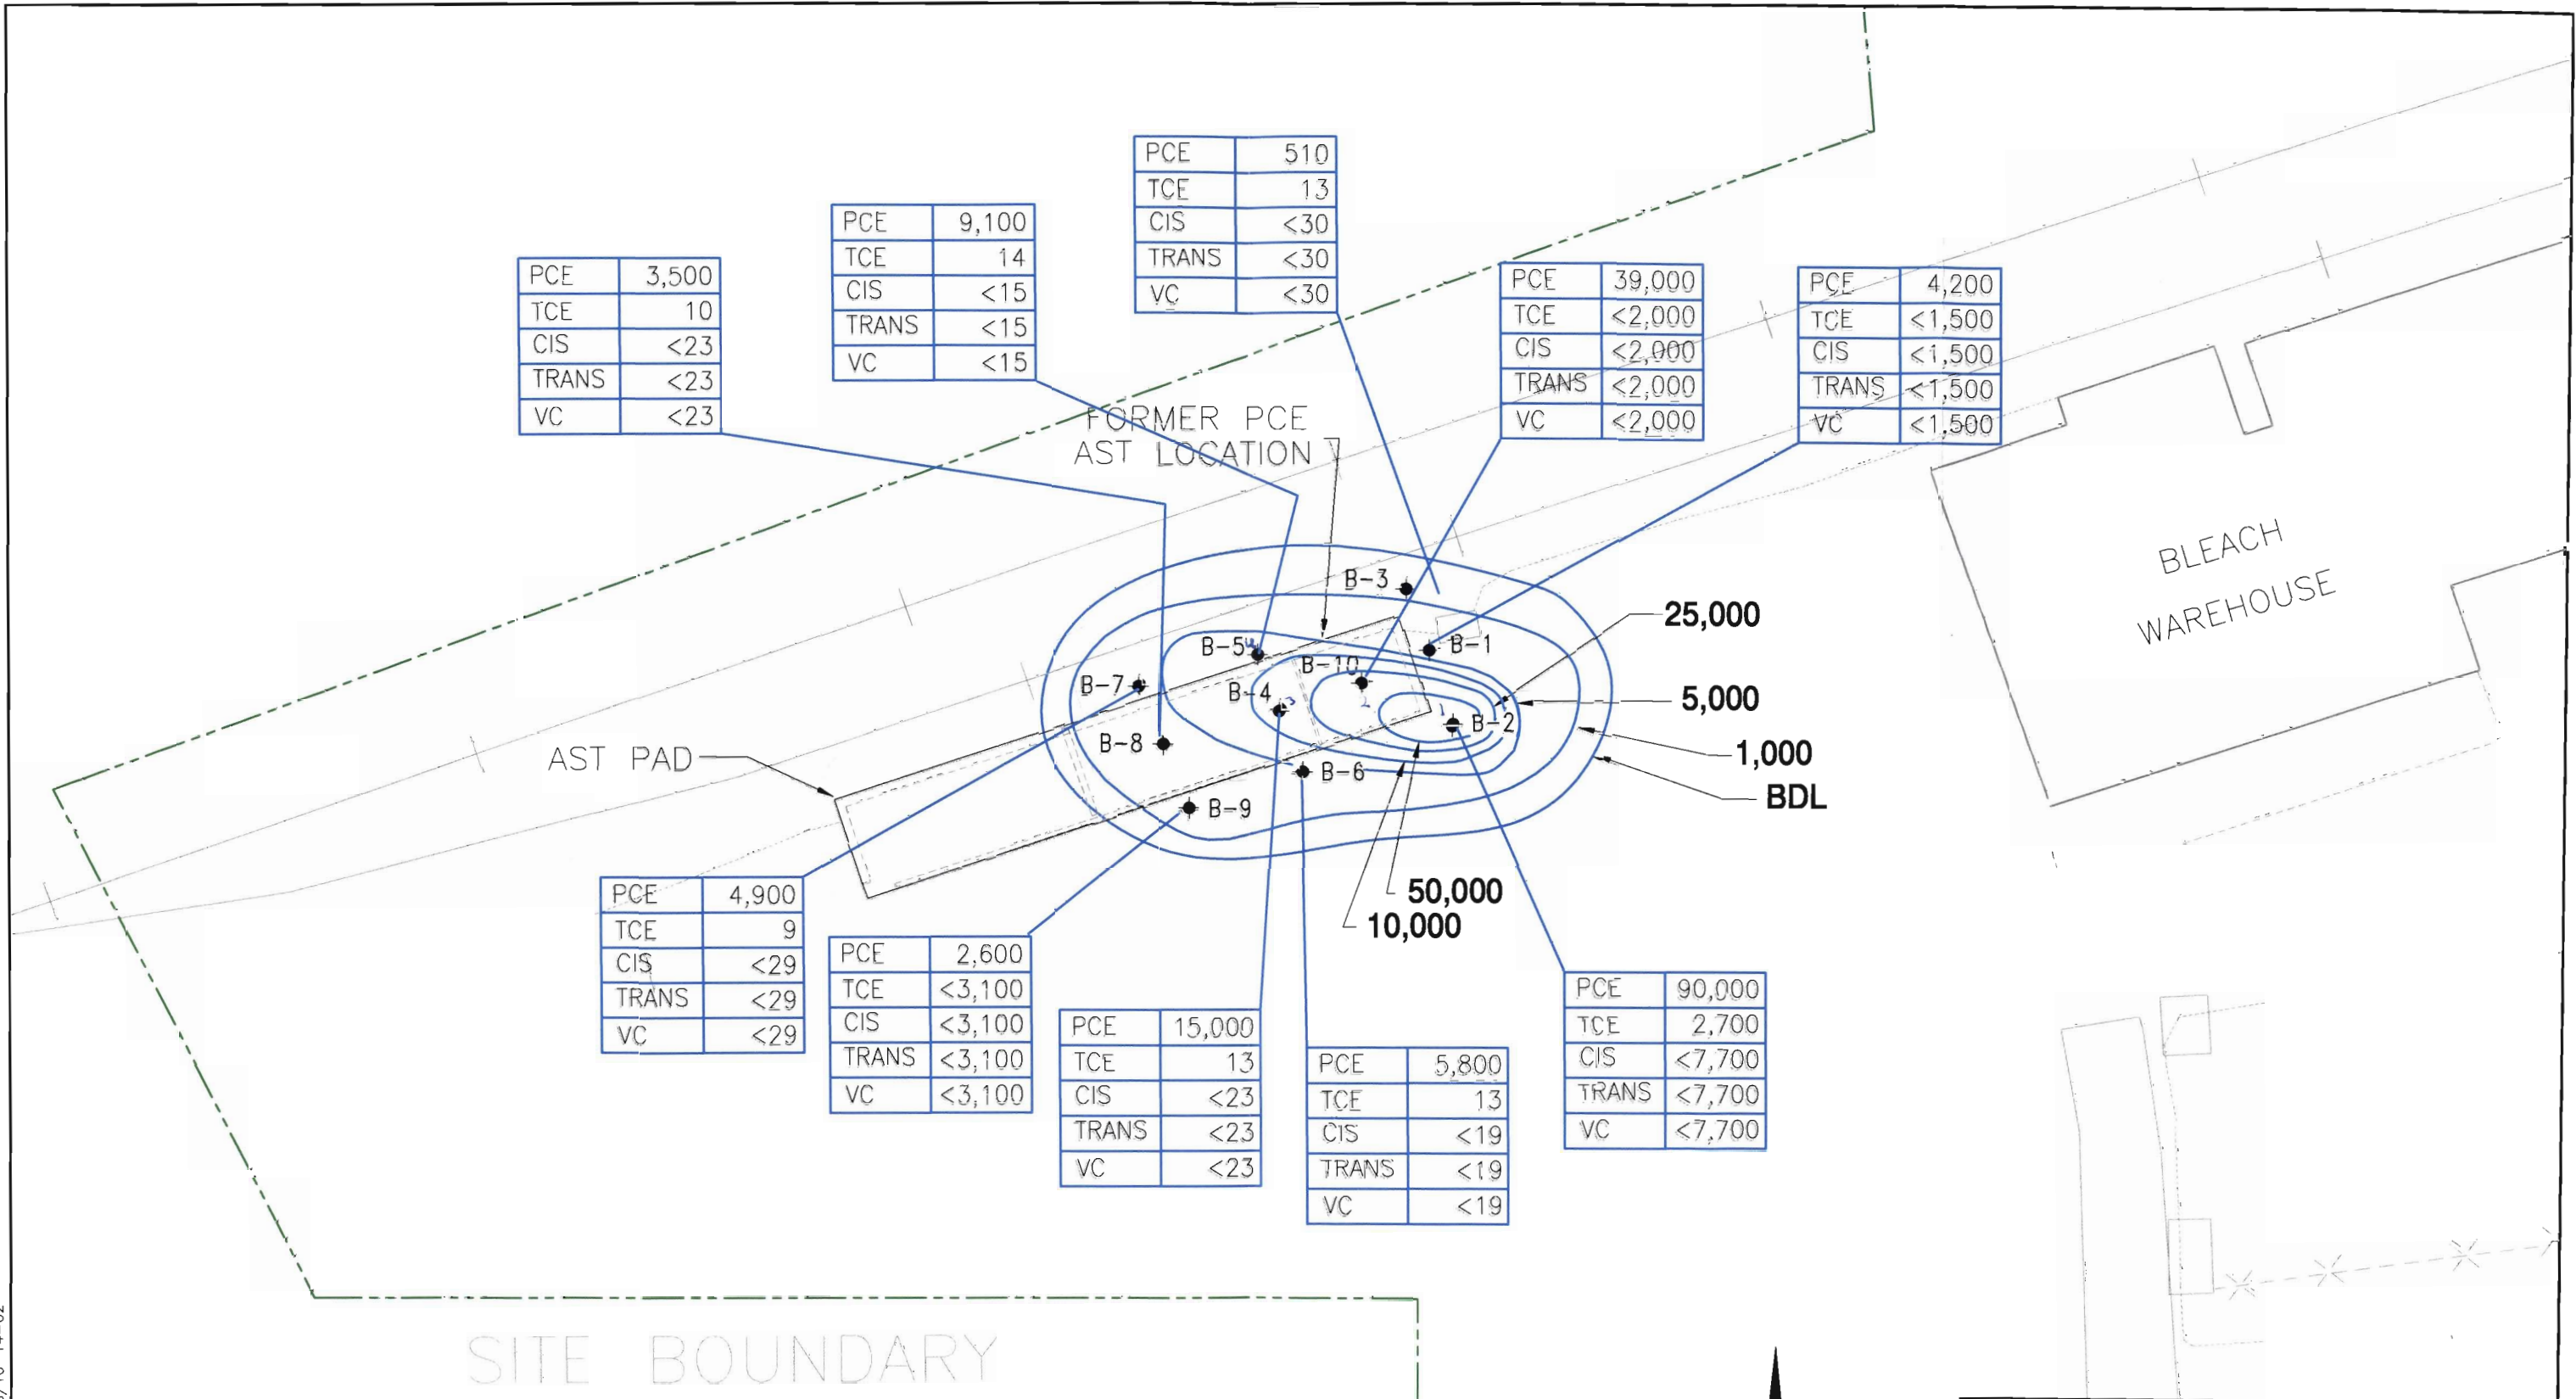 PCE 510
TCE 13
CIS <30
TRANS <30
VC <30
PCE 9,100
TCE 14
CIS <15
TRANS <15
VC <15
PCE 3,500
TCE 10
CIS <23
TRANS <23
VC <23
PCE 39,000
TCE <2,000
CIS <2,000
TRANS <2,000
VC <2,000
PCE 4,200
TCE <1,500
CIS <1,500
TRANS <1,500
VC <1,500
FORMER PCE
AST LOCATION
BLEACH
WAREHOUSE
B-3
25,000
B-5
B-1
B-10
B-7
B-4
5,000
B-2
B-8
1,000
AST PAD
B-6
BDL
B-9
50,000
10,000
PCE 4,900
TCE 9
CIS <29
TRANS <29
VC <29
PCE 2,600
TCE <3,100
CIS <3,100
TRANS <3,100
VC <3,100
PCE 15,000
TCE 13
CIS <23
TRANS <23
VC <23
PCE 5,800
TCE 13
CIS <19
TRANS <19
VC <19
PCE 90,000
TCE 2,700
CIS <7,700
TRANS <7,700
VC <7,700
SITE BOUNDARY